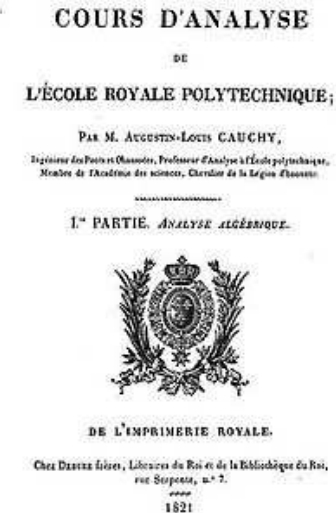 COURS D'ANALYSE
DE
L'ÉCOLE ROYALE POLYTECHNIQUE;
PAR M. AUGUSTIN-LOUIS CAUCHY,
Ingénieur des Ponts et Chaussées, Professeur d'Analyse à l'École polytechnique,
Membre de l'Académie des sciences, Chevalier de la Légion d'honneur.
I.re PARTIE. ANALYSE ALGÉBRIQUE.
DE L'IMPRIMERIE ROYALE.
Chez DEBURE frères, Libraires du Roi et de la Bibliothèque du Roi,
rue Serpente, n.º 7.
1821